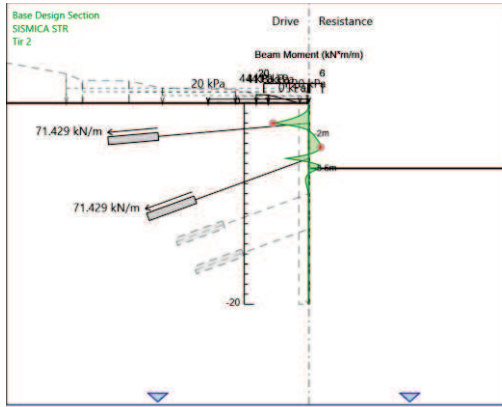 Base Design Section
SISMICA STR
Tir 2
Drive
Resistance
Beam Moment (kN*m/m)
20
6
20 kPa
71.429 kN/m
2m
71.429 kN/m
-20